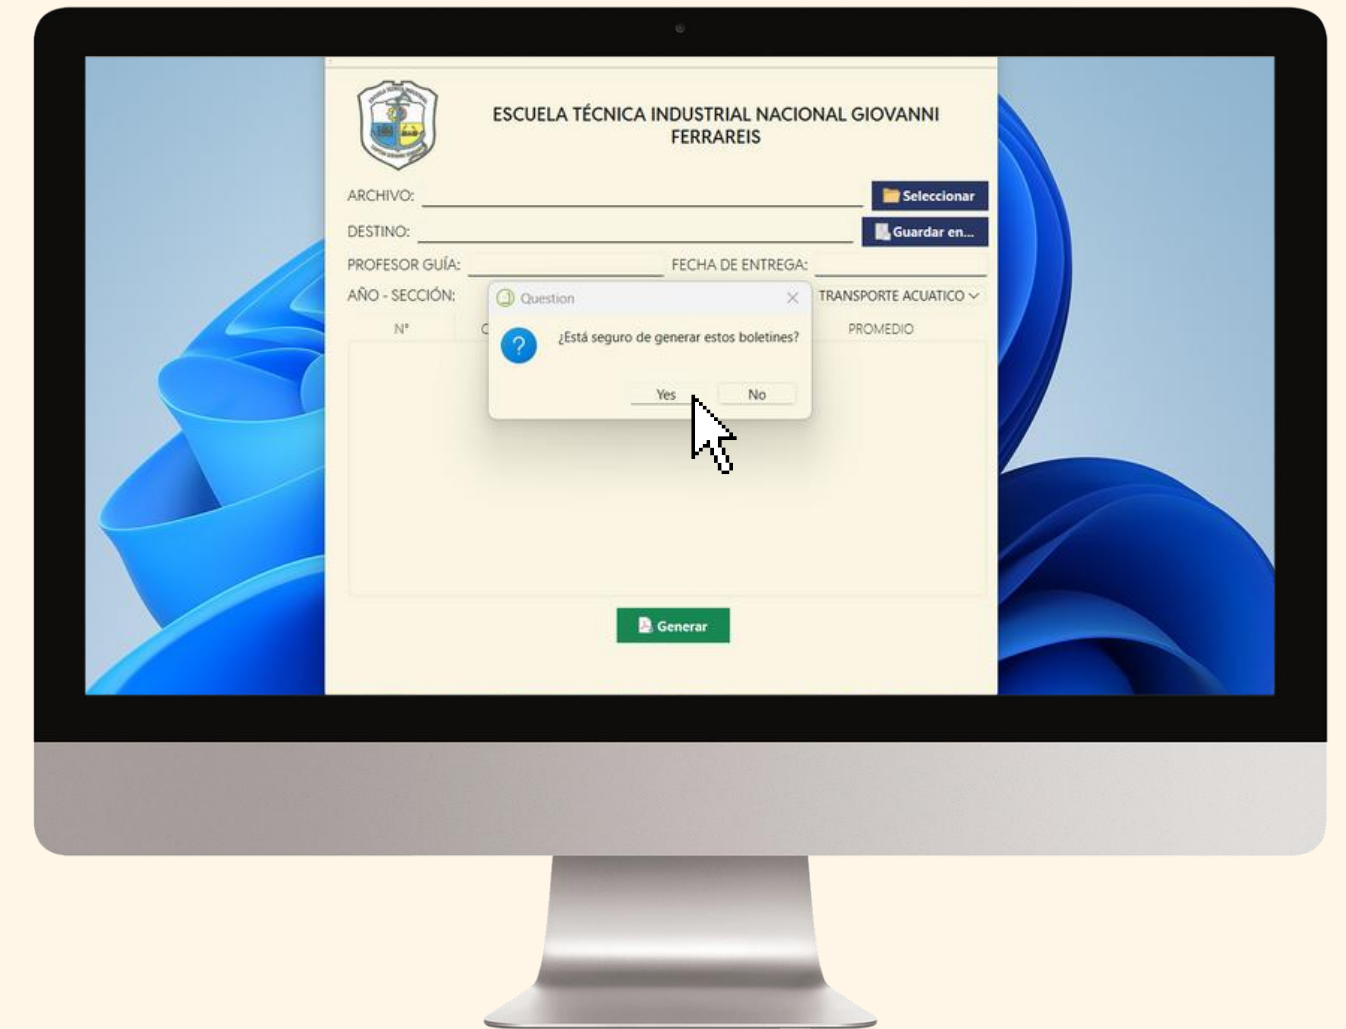 ESCUELA TÉCNICA INDUSTRIAL NACIONAL GIOVANNI
FERRAREIS
ARCHIVO:
Seleccionar
DESTINO:
Guardar en...
PROFESOR GUÍA:
FECHA DE ENTREGA:
AÑO - SECCIÓN:
TRANSPORTE ACUATICO
N°
PROMEDIO
Question
¿Está seguro de generar estos boletines?
Yes
No
Generar